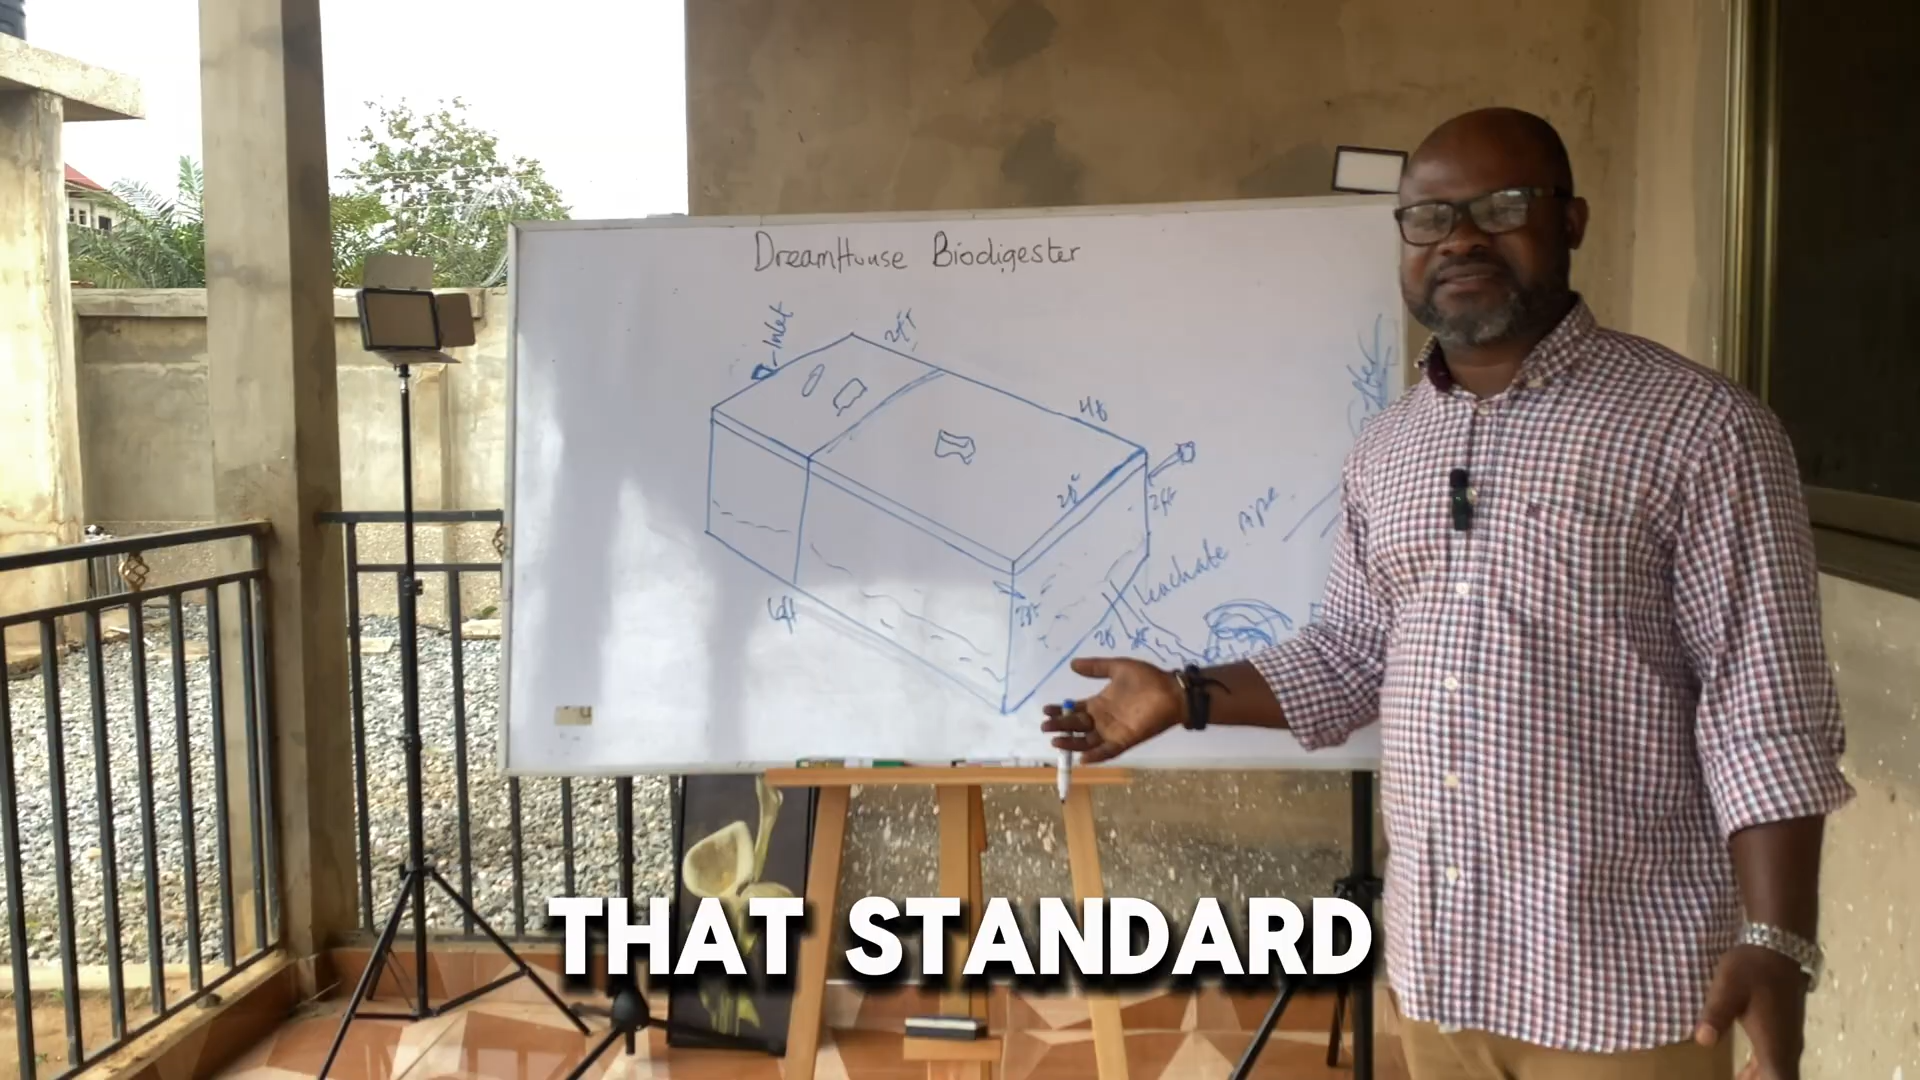 DreamHouse Biodigester
Inlet
2ft
4ft
2ft
2ft
Leachate Pipe
6ft
2ft
2ft
THAT STANDARD